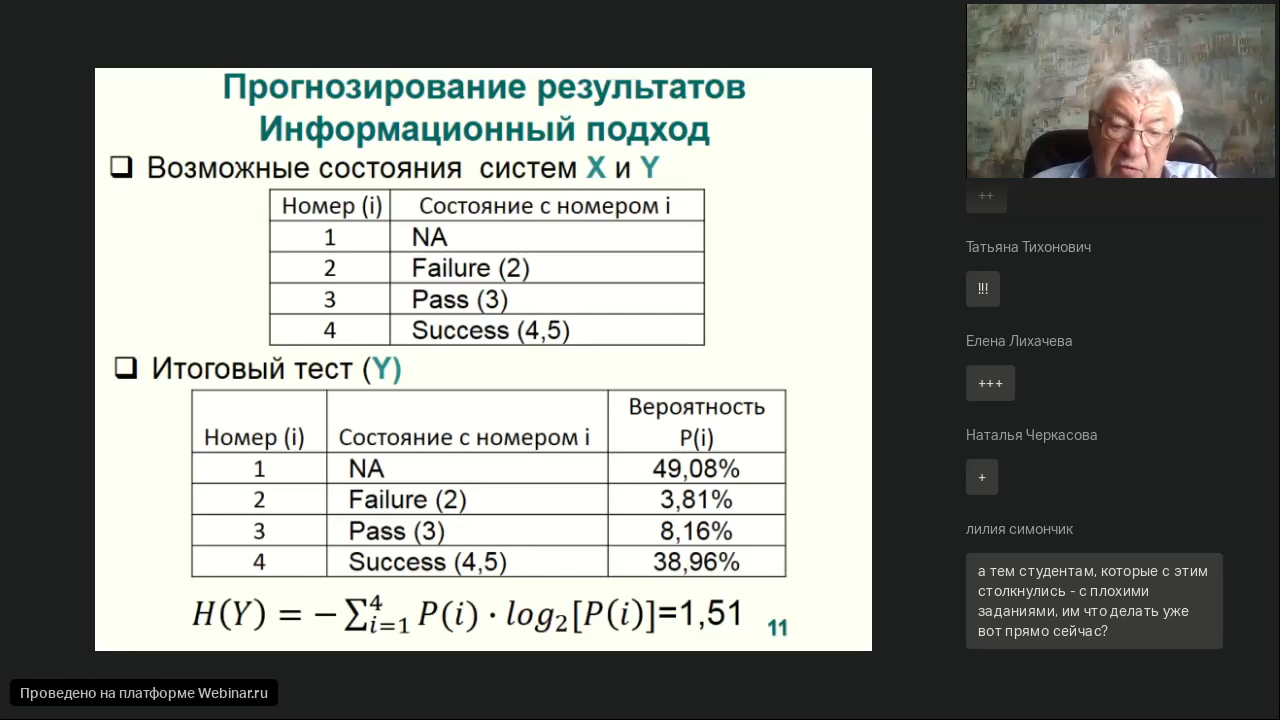 Прогнозирование результатов
Информационный подход
Возможные состояния систем X и Y
Номер (i) Состояние с номером i
1 NA
2 Failure (2)
3 Pass (3)
4 Success (4,5)
Итоговый тест (Y)
Номер (i) Состояние с номером i Вероятность P(i)
1 NA 49,08%
2 Failure (2) 3,81%
3 Pass (3) 8,16%
4 Success (4,5) 38,96%
H(Y) = −∑⁴ᵢ₌₁ P(i) · log₂[P(i)]=1,51
11
++
Татьяна Тихонович
!!!
Елена Лихачева
+++
Наталья Черкасова
+
лилия симончик
а тем студентам, которые с этим
столкнулись - с плохими
заданиями, им что делать уже
вот прямо сейчас?
Проведено на платформе Webinar.ru